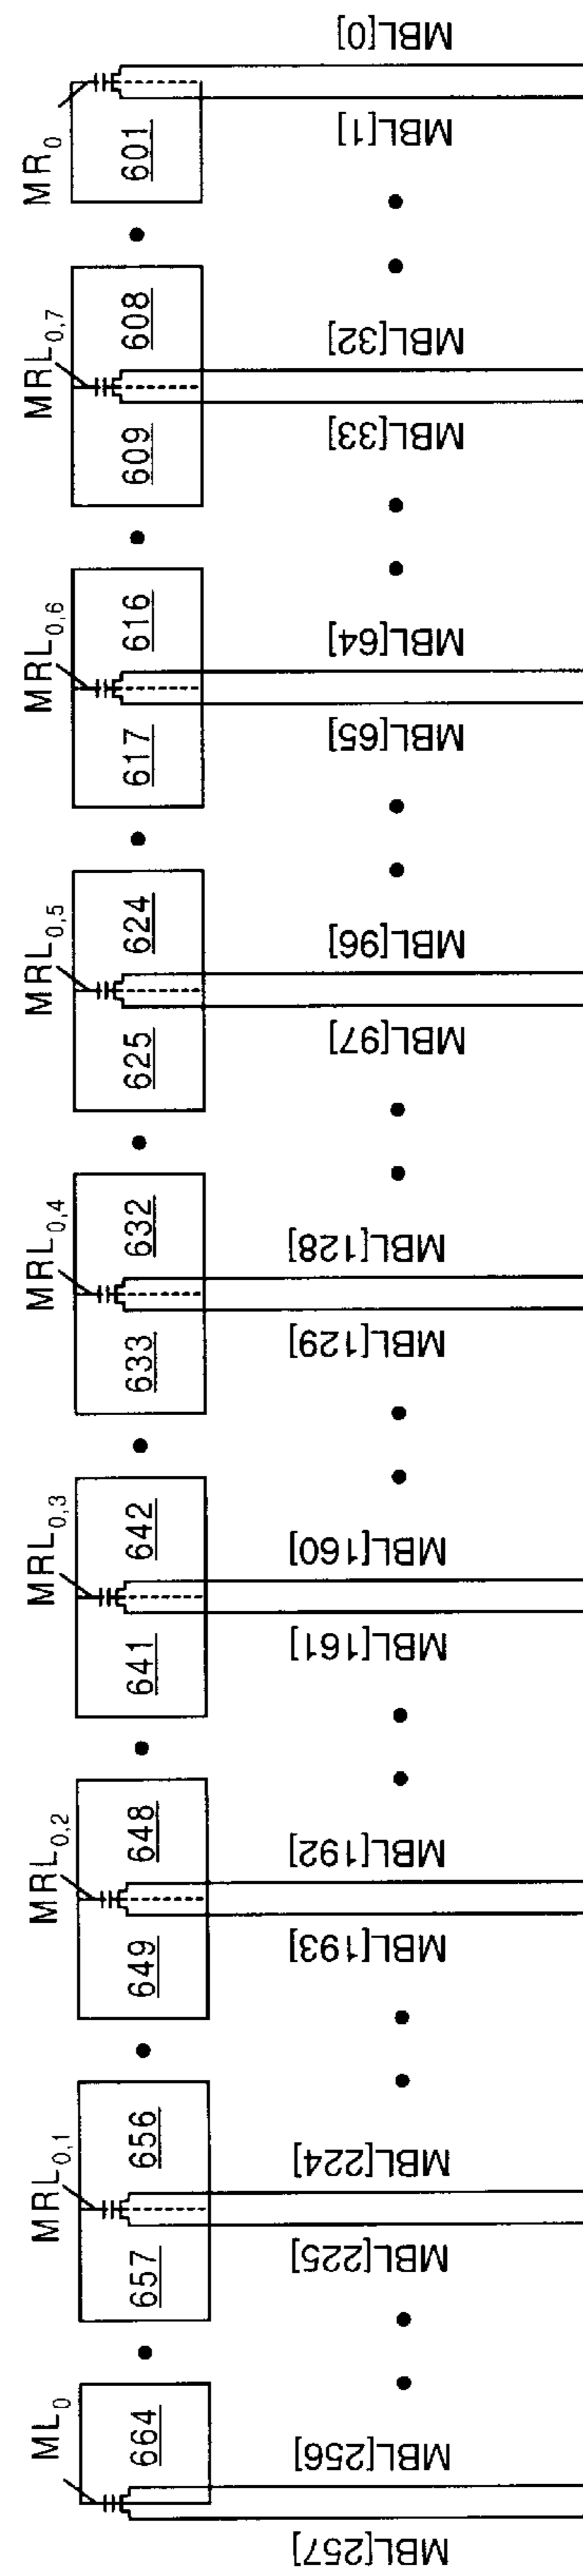 ML0
MRL0,1
MRL0,2
MRL0,3
MRL0,4
MRL0,5
MRL0,6
MRL0,7
MR0
664
657
656
649
648
641
642
633
632
625
624
617
616
609
608
601
MBL[257]
MBL[256]
MBL[225]
MBL[224]
MBL[193]
MBL[192]
MBL[161]
MBL[160]
MBL[129]
MBL[128]
MBL[97]
MBL[96]
MBL[65]
MBL[64]
MBL[33]
MBL[32]
MBL[1]
MBL[0]